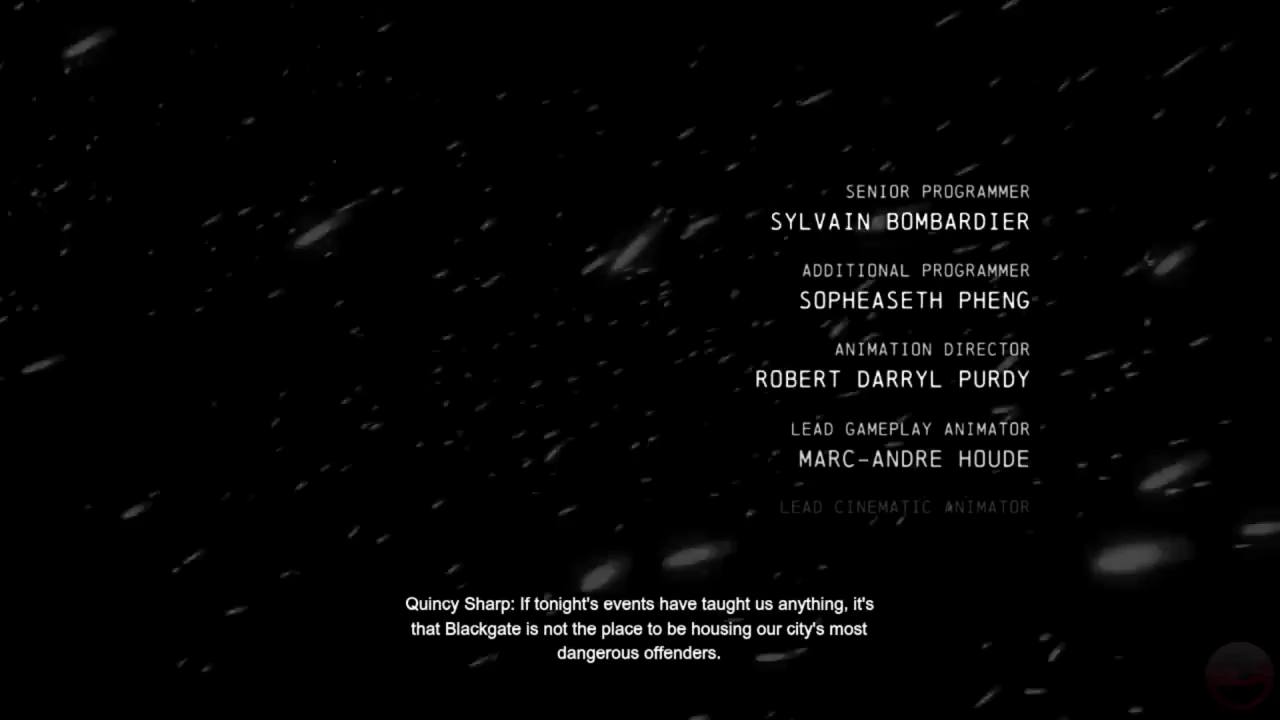 SENIOR PROGRAMMER
SYLVAIN BOMBARDIER
ADDITIONAL PROGRAMMER
SOPHEASETH PHENG
ANIMATION DIRECTOR
ROBERT DARRYL PURDY
LEAD GAMEPLAY ANIMATOR
MARC-ANDRE HOUDE
LEAD CINEMATIC ANIMATOR
Quincy Sharp: If tonight's events have taught us anything, it's
that Blackgate is not the place to be housing our city's most
dangerous offenders.